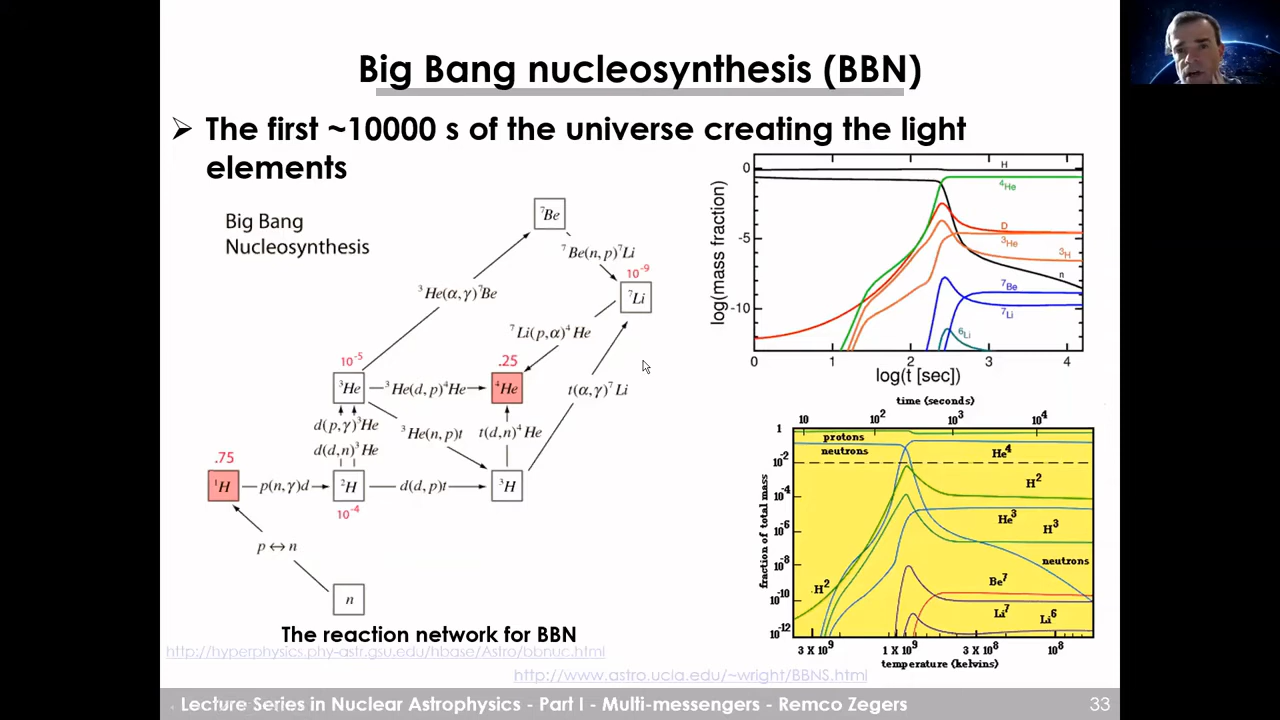 Big Bang nucleosynthesis (BBN)
➢ The first ~10000 s of the universe creating the light
elements
Big Bang
Nucleosynthesis
⁷Be
⁷Be(n, p)⁷Li
10⁻⁹
⁷Li
³He(α,γ)⁷Be
⁷Li(p,α)⁴He
10⁻⁵
.25
³He
³He(d, p)⁴He
⁴He
t(α,γ)⁷Li
d(p,γ)³He
³He(n, p)t
t(d,n)⁴He
d(d,n)³He
.75
¹H
p(n,γ)d
²H
d(d, p)t
³H
10⁻⁴
p↔n
n
The reaction network for BBN
http://hyperphysics.phy-astr.gsu.edu/hbase/Astro/bbnuc.html
log(mass fraction)
0
-5
-10
H
⁴He
D
³He
³H
n
⁷Be
⁷Li
⁶Li
0 1 2 3 4
log(t [sec])
time (seconds)
10 10² 10³ 10⁴
fraction of total mass
1
10⁻²
10⁻⁴
10⁻⁶
10⁻⁸
10⁻¹⁰
10⁻¹²
protons
neutrons
He⁴
H²
He³
H³
neutrons
Be⁷
H²
Li⁷
Li⁶
3 X 10⁹ 1 X 10⁹ 3 X 10⁸ 10⁸
temperature (kelvins)
http://www.astro.ucla.edu/~wright/BBNS.html
Lecture Series in Nuclear Astrophysics - Part I - Multi-messengers - Remco Zegers
33